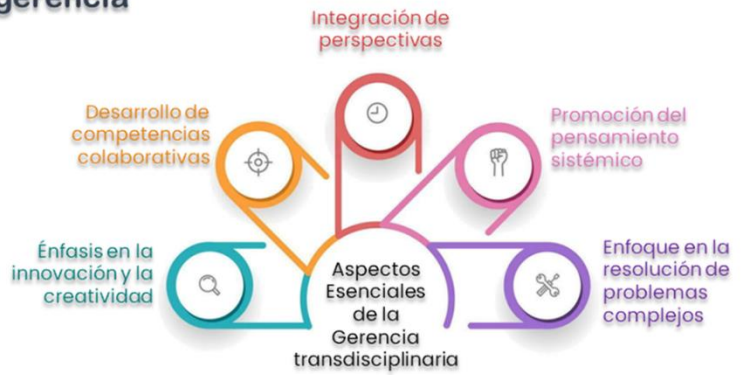 gerencia
Integración de
perspectivas
Desarrollo de
competencias
colaborativas
Promoción del
pensamiento
sistémico
Énfasis en la
innovación y la
creatividad
Enfoque en la
resolución de
problemas
complejos
Aspectos
Esenciales
de la
Gerencia
transdisciplinaria